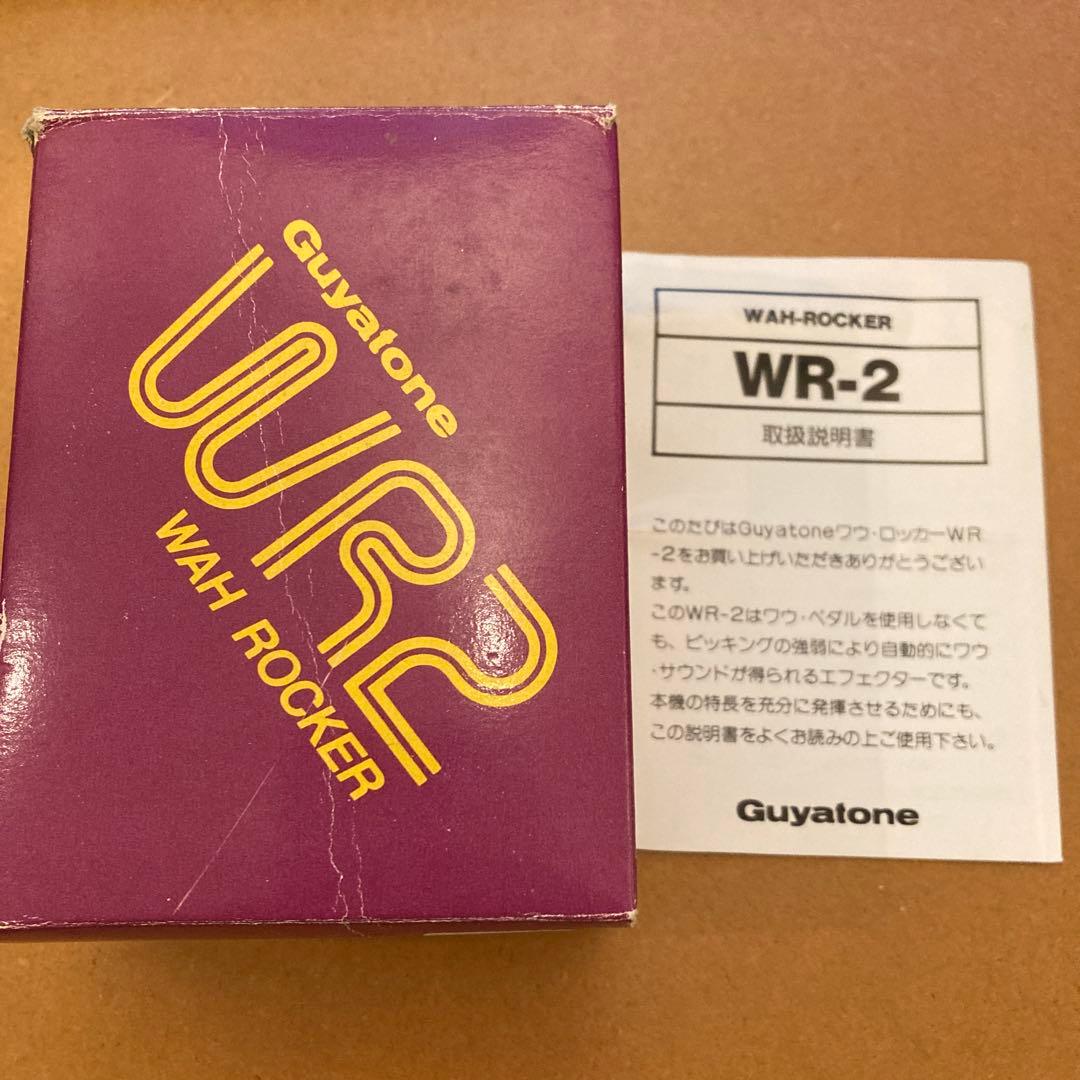 Guyatone
WR2
WAH ROCKER
WAH-ROCKER
WR-2
取扱説明書
このたびはGuyatoneワウ・ロッカーWR
-2をお買い上げいただきありがとうござい
ます。
このWR-2はワウ・ペダルを使用しなくて
も、ピッキングの強弱により自動的にワウ
・サウンドが得られるエフェクターです。
本機の特長を充分に発揮させるためにも、
この説明書をよくお読みの上ご使用下さい。
Guyatone